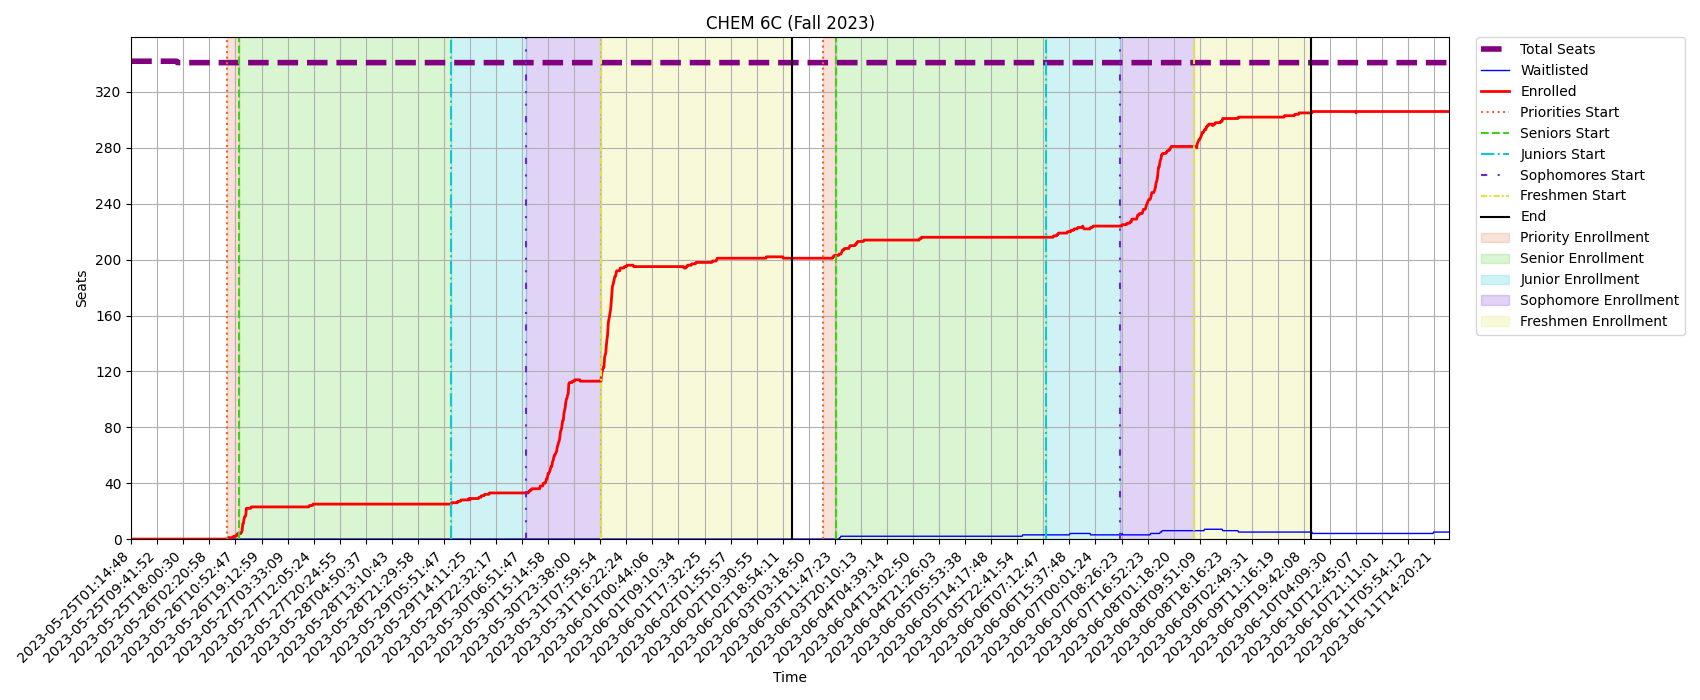 CHEM 6C (Fall 2023)
Seats
320
280
240
200
160
120
80
40
0
2023-05-25T01:14:48
2023-05-25T09:41:52
2023-05-25T18:00:30
2023-05-26T02:20:58
2023-05-26T10:52:47
2023-05-26T19:12:59
2023-05-27T03:33:09
2023-05-27T12:05:24
2023-05-27T20:24:55
2023-05-28T04:50:37
2023-05-28T13:10:43
2023-05-28T21:29:58
2023-05-29T05:51:47
2023-05-29T14:11:25
2023-05-29T22:32:17
2023-05-30T06:51:47
2023-05-30T15:14:58
2023-05-30T23:38:00
2023-05-31T07:59:54
2023-05-31T16:22:24
2023-06-01T00:44:06
2023-06-01T09:10:34
2023-06-01T17:32:25
2023-06-02T01:55:57
2023-06-02T10:30:55
2023-06-02T18:54:11
2023-06-03T03:18:50
2023-06-03T11:47:23
2023-06-03T20:10:13
2023-06-04T04:39:14
2023-06-04T13:02:50
2023-06-04T21:26:03
2023-06-05T05:53:38
2023-06-05T14:17:48
2023-06-05T22:41:54
2023-06-06T07:12:47
2023-06-06T15:37:48
2023-06-07T00:01:24
2023-06-07T08:26:23
2023-06-07T16:52:23
2023-06-08T01:18:20
2023-06-08T09:51:09
2023-06-08T18:16:23
2023-06-09T02:49:31
2023-06-09T11:16:19
2023-06-09T19:42:08
2023-06-10T04:09:30
2023-06-10T12:45:07
2023-06-10T21:11:01
2023-06-11T05:54:12
2023-06-11T14:20:21
Time
Total Seats
Waitlisted
Enrolled
Priorities Start
Seniors Start
Juniors Start
Sophomores Start
Freshmen Start
End
Priority Enrollment
Senior Enrollment
Junior Enrollment
Sophomore Enrollment
Freshmen Enrollment